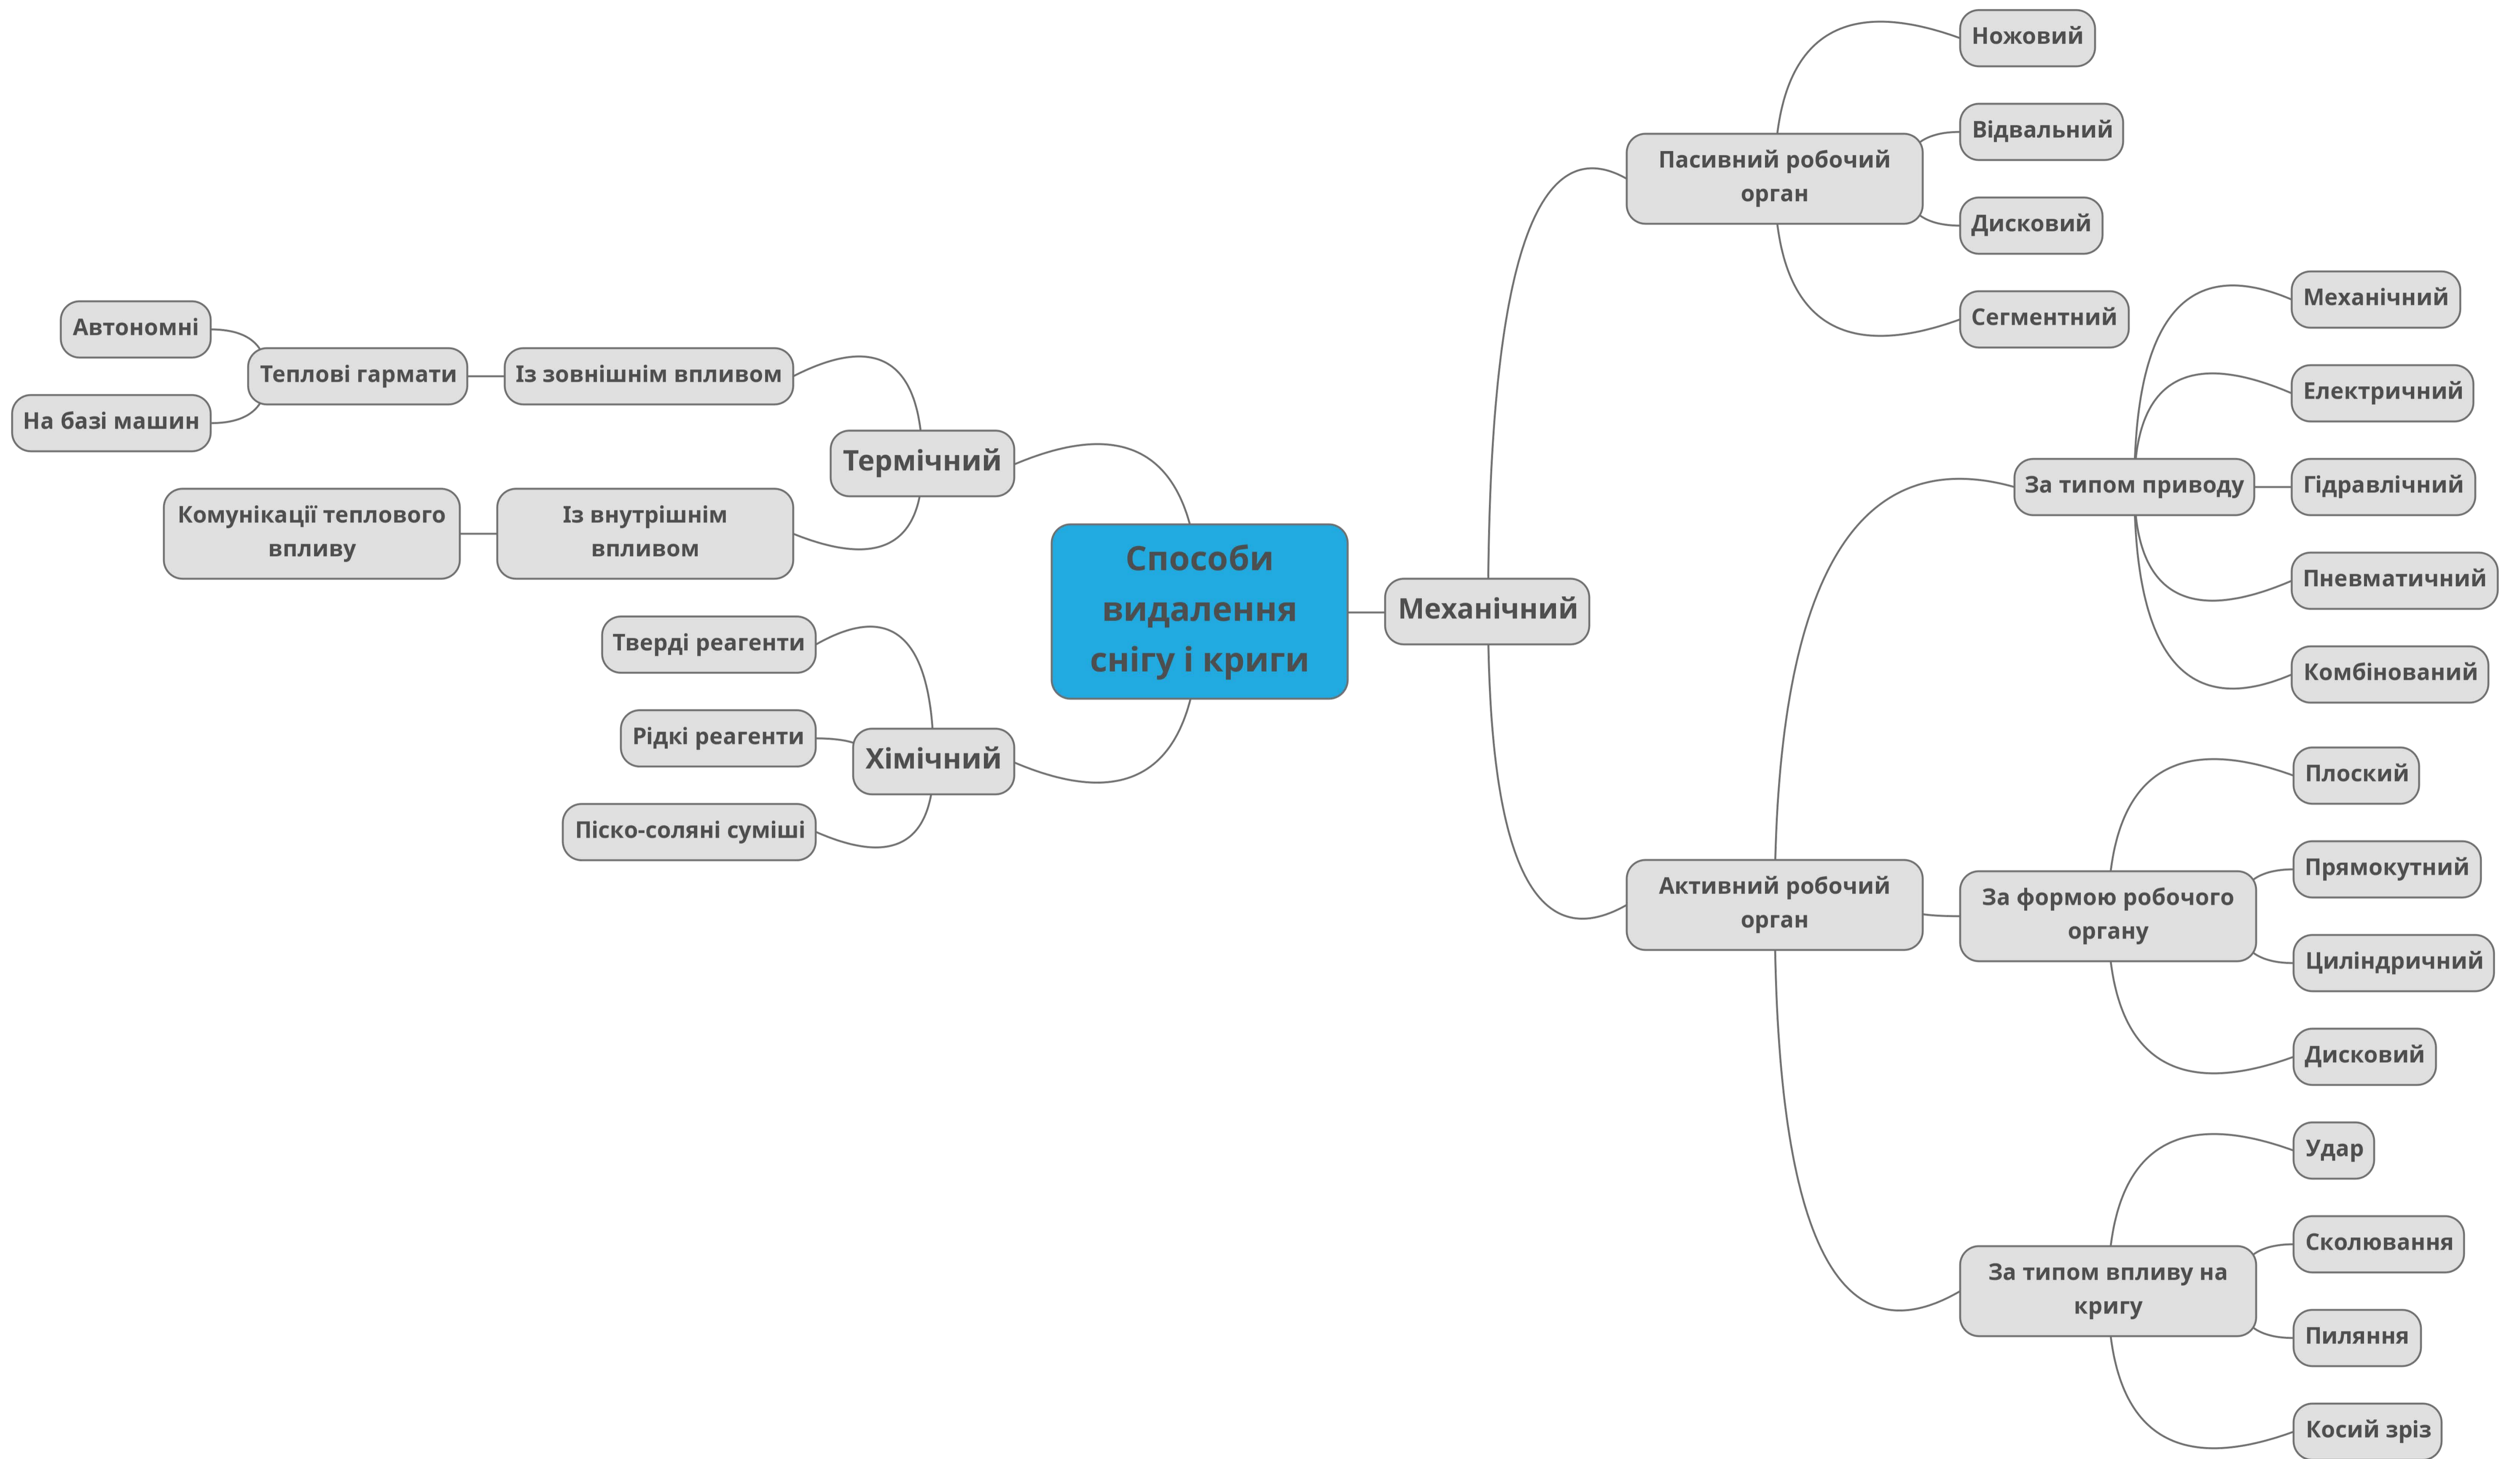 Способи
видалення
снігу і криги
Механічний
Пасивний робочий
орган
Ножовий
Відвальний
Дисковий
Сегментний
Активний робочий
орган
За типом приводу
Механічний
Електричний
Гідравлічний
Пневматичний
Комбінований
За формою робочого
органу
Плоский
Прямокутний
Циліндричний
Дисковий
За типом впливу на
кригу
Удар
Сколювання
Пиляння
Косий зріз
Термічний
Із зовнішнім впливом
Теплові гармати
Автономні
На базі машин
Із внутрішнім
впливом
Комунікації теплового
впливу
Хімічний
Тверді реагенти
Рідкі реагенти
Піско-соляні суміші